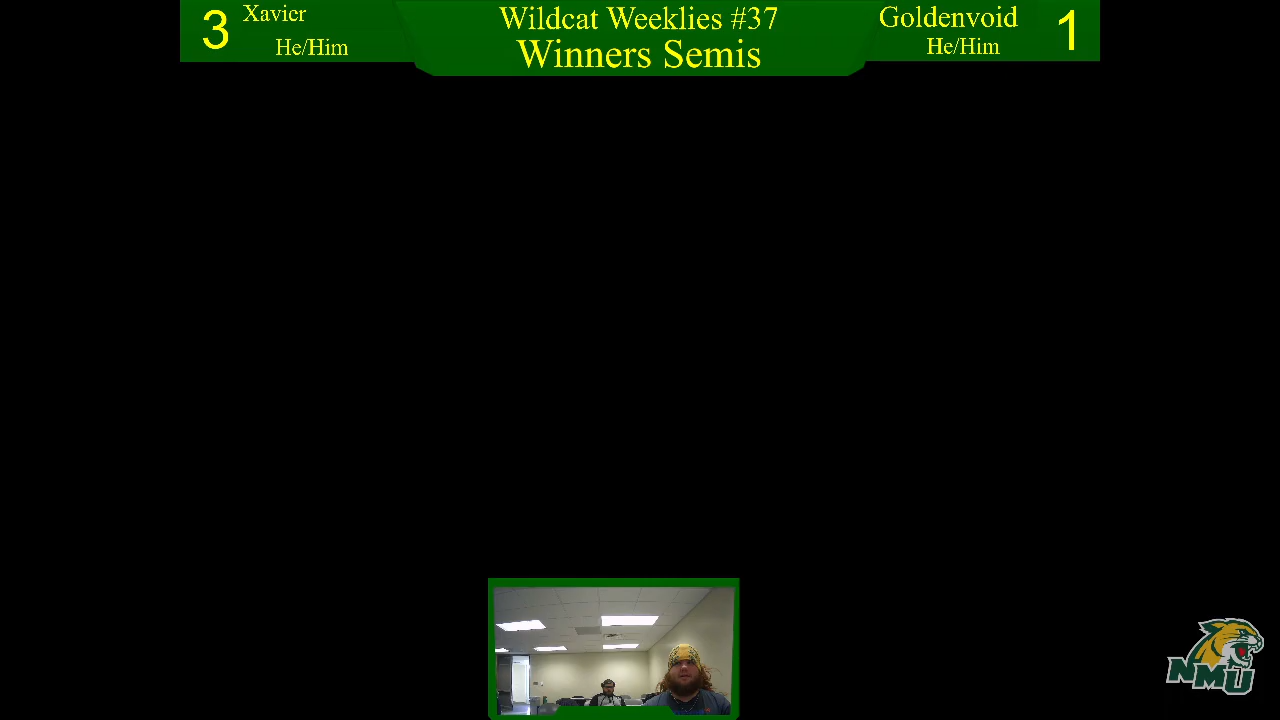 3
Xavier
He/Him
Wildcat Weeklies #37
Winners Semis
Goldenvoid
He/Him
1
NMU